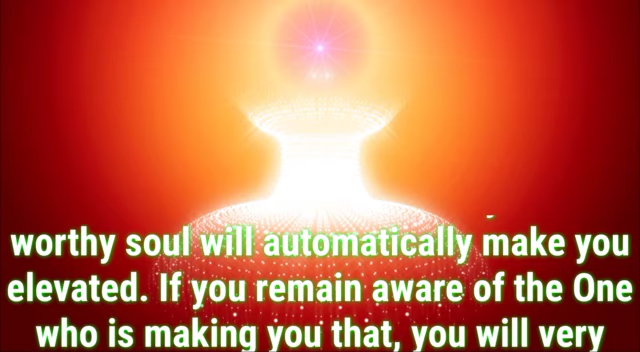 worthy soul will automatically make you
elevated. If you remain aware of the One
who is making you that, you will very